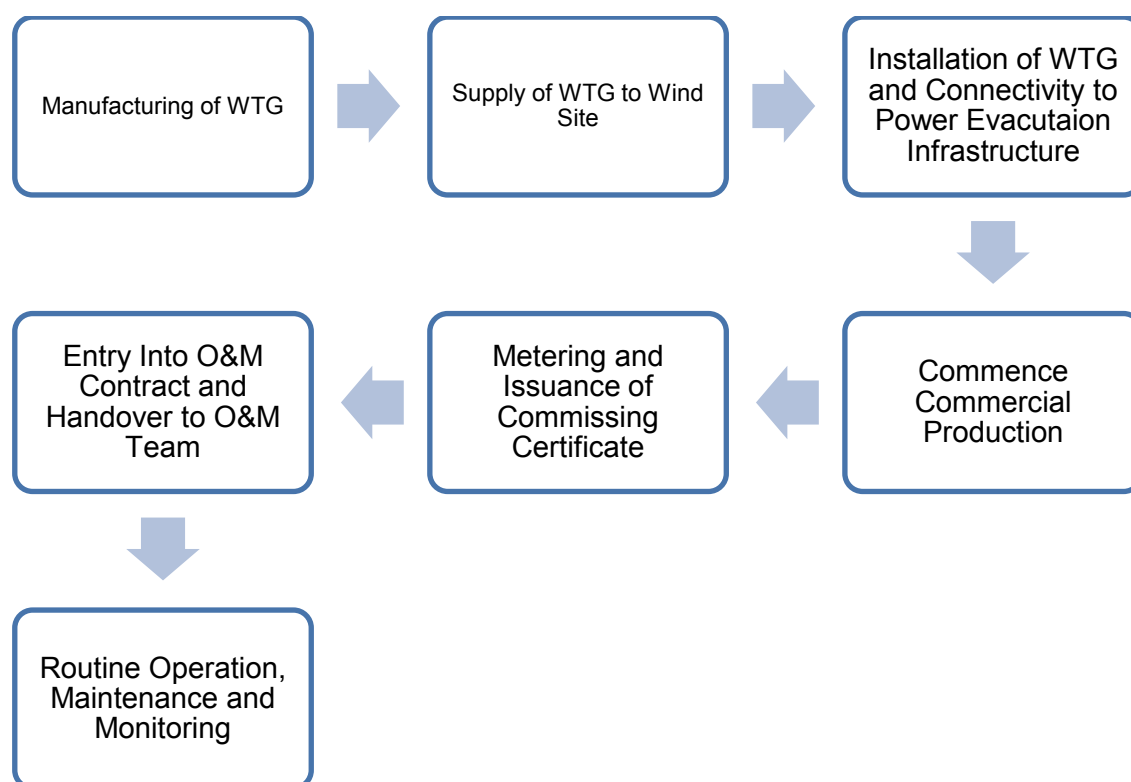 Manufacturing of WTG
Supply of WTG to Wind
Site
Installation of WTG
and Connectivity to
Power Evacutaion
Infrastructure
Commence
Commercial
Production
Metering and
Issuance of
Commissing
Certificate
Entry Into O&M
Contract and
Handover to O&M
Team
Routine Operation,
Maintenance and
Monitoring